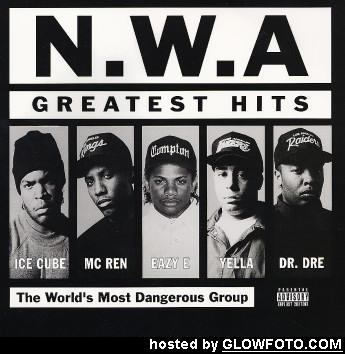 N.W.A
GREATEST HITS
Kings
Compton
Raiders
ICE CUBE
MC REN
EAZY E
YELLA
DR. DRE
The World's Most Dangerous Group
PARENTAL
ADVISORY
EXPLICIT LYRICS
hosted by GLOWFOTO.COM